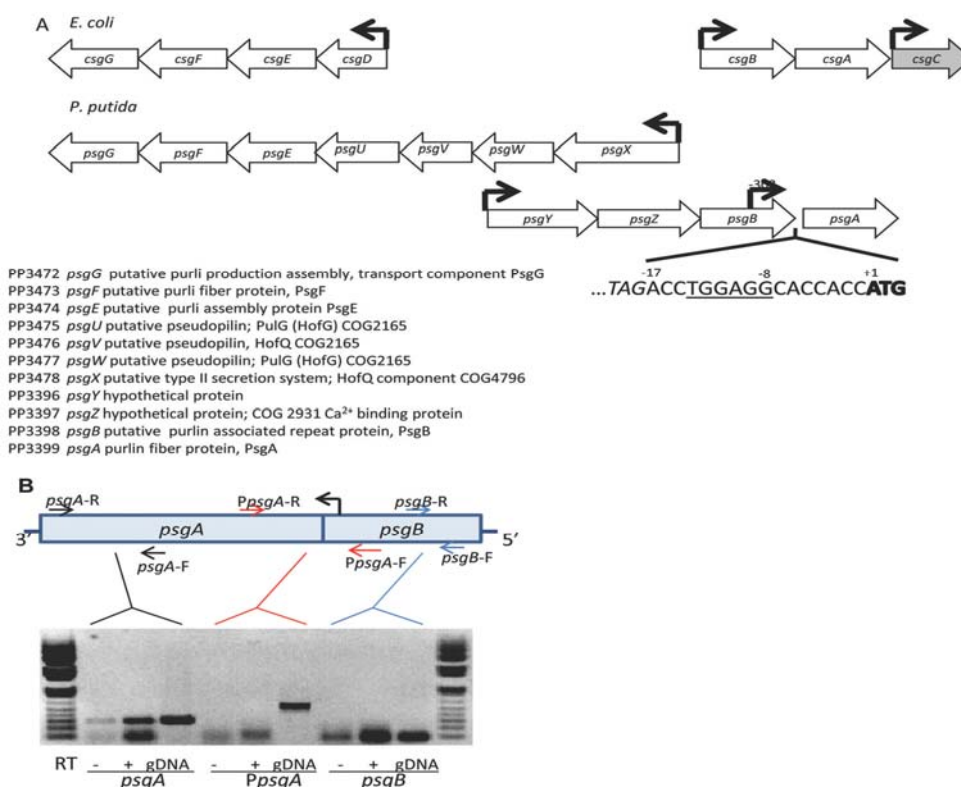 A
E. coli
csgG csgF csgE csgD csgB csgA csgC
P. putida
psgG psgF psgE psgU psgV psgW psgX
psgY psgZ psgB psgA
PP3472 psgG putative purli production assembly, transport component PsgG
-17 -8 +1
PP3473 psgF putative purli fiber protein, PsgF
...TAGACCTGGAGGCACCACCATG
PP3474 psgE putative purli assembly protein PsgE
PP3475 psgU putative pseudopilin; PulG (HofG) COG2165
PP3476 psgV putative pseudopilin, HofQ COG2165
PP3477 psgW putative pseudopilin; PulG (HofG) COG2165
PP3478 psgX putative type II secretion system; HofQ component COG4796
PP3396 psgY hypothetical protein
PP3397 psgZ hypothetical protein; COG 2931 Ca²⁺ binding protein
PP3398 psgB putative purlin associated repeat protein, PsgB
PP3399 psgA purlin fiber protein, PsgA
B
psgA-R PpsgA-R psgB-R
psgA psgB
3′ 5′
psgA-F PpsgA-F psgB-F
RT - + gDNA - + gDNA - + gDNA
psgA PpsgA psgB